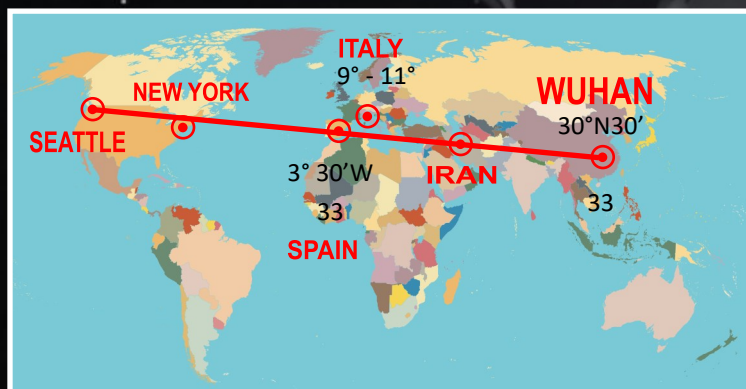 ITALY
9° - 11°
NEW YORK
WUHAN
30°N30'
SEATTLE
3° 30'W
IRAN
33
33
SPAIN